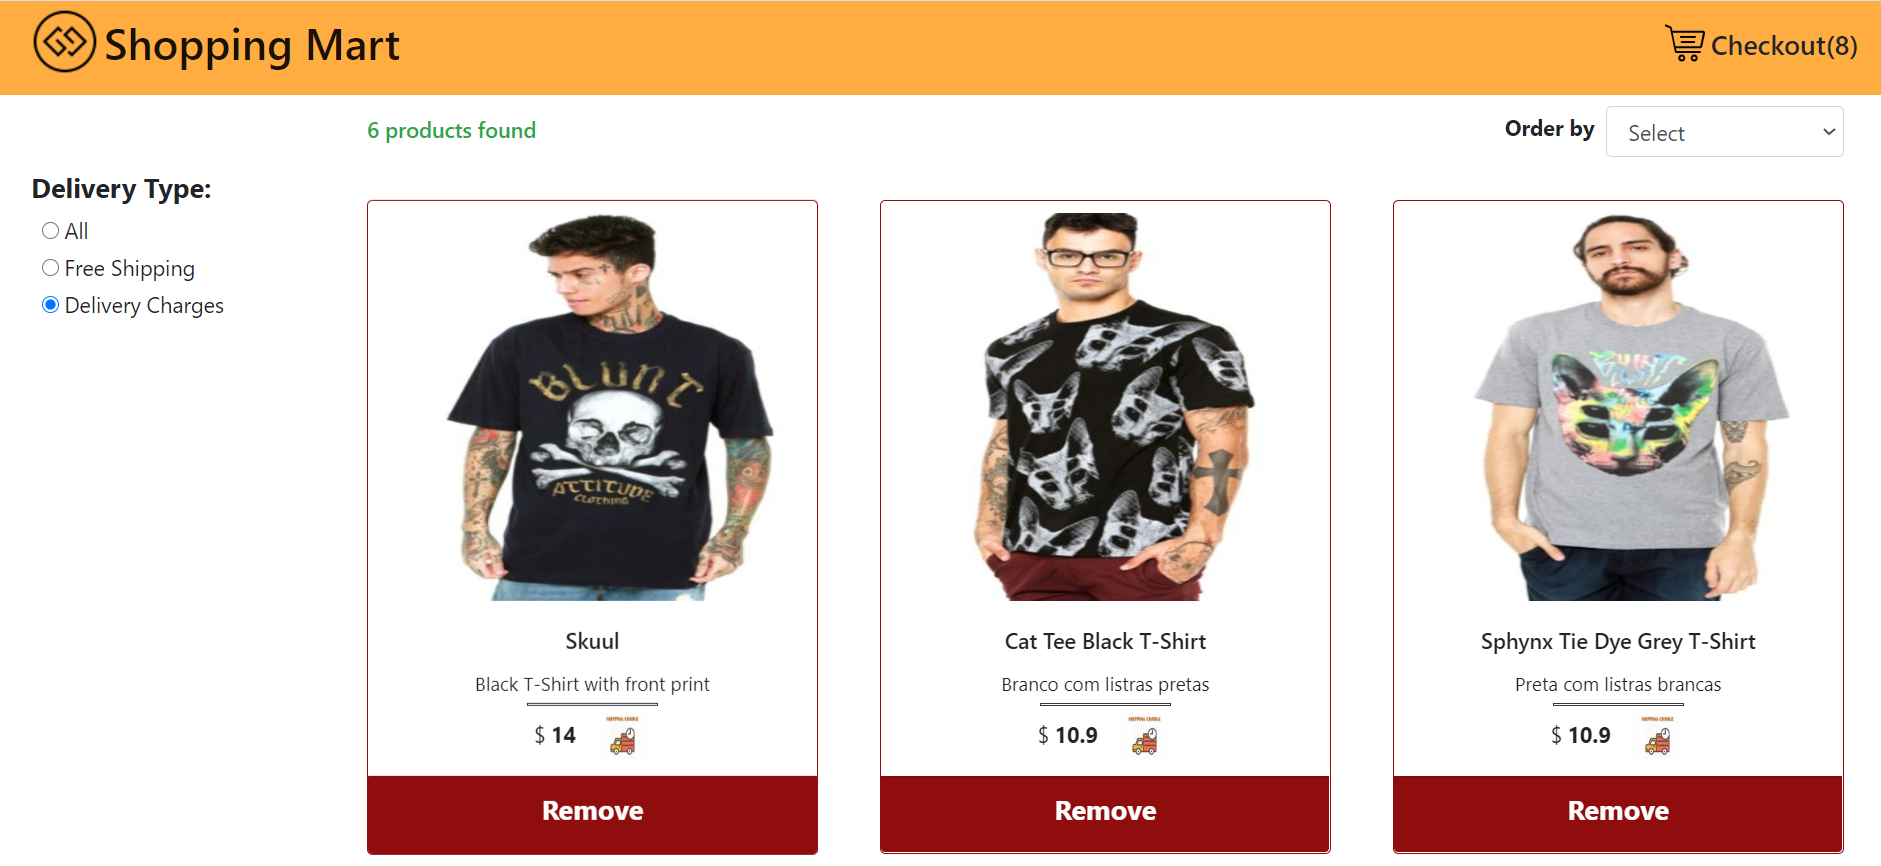 Shopping Mart
Checkout(8)
6 products found
Order by
Select
Delivery Type:
All
Free Shipping
Delivery Charges
BLUNT
ATTITUDE
CLOTHING
Skuul
Black T-Shirt with front print
$ 14
SHIPPING CHARGE
Remove
Cat Tee Black T-Shirt
Branco com listras pretas
$ 10.9
SHIPPING CHARGE
Remove
BLUNT
Sphynx Tie Dye Grey T-Shirt
Preta com listras brancas
$ 10.9
SHIPPING CHARGE
Remove